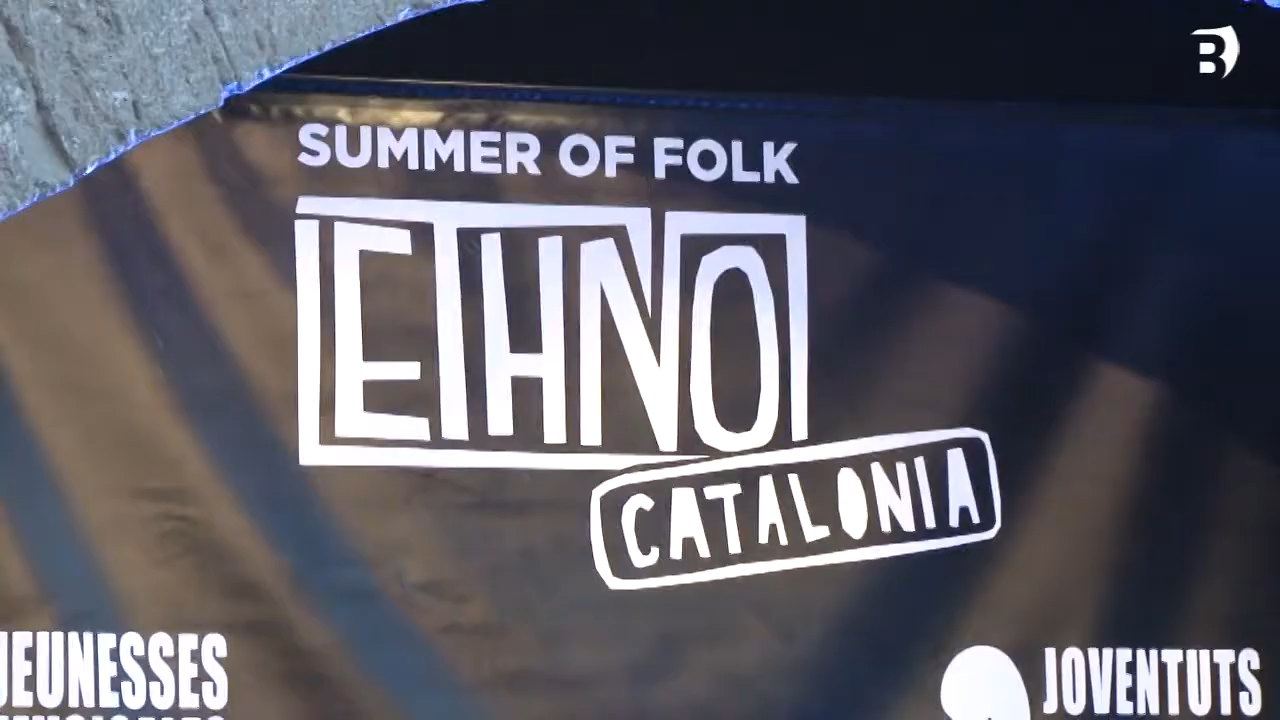 B
SUMMER OF FOLK
ETHNO
CATALONIA
JEUNESSES
JOVENTUTS